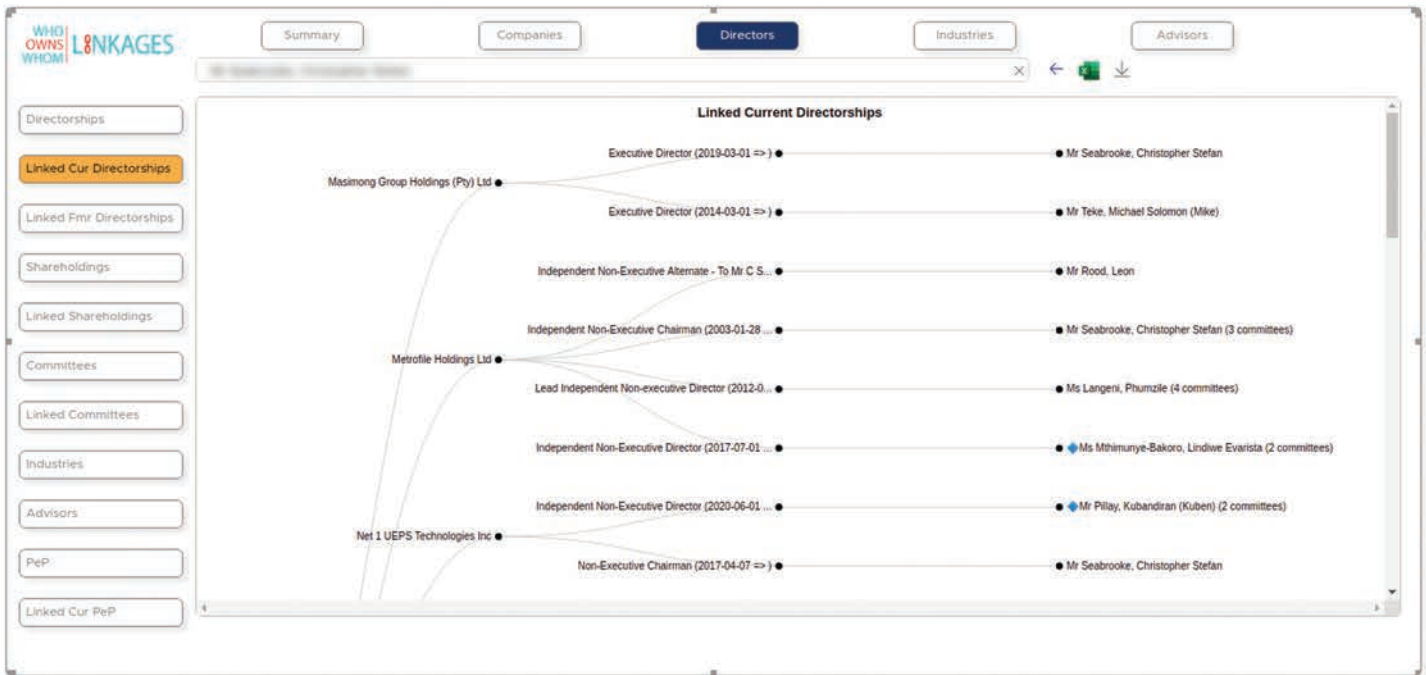 WHO
OWNS
WHOM
LINKAGES
Summary
Companies
Directors
Industries
Advisors
Directorships
Linked Cur Directorships
Linked Fmr Directorships
Shareholdings
Linked Shareholdings
Committees
Linked Committees
Industries
Advisors
PeP
Linked Cur PeP
Linked Current Directorships
Executive Director (2019-03-01 => ) Mr Seabrooke, Christopher Stefan
Masimong Group Holdings (Pty) Ltd
Executive Director (2014-03-01 => ) Mr Teke, Michael Solomon (Mike)
Independent Non-Executive Alternate - To Mr C S... Mr Rood, Leon
Independent Non-Executive Chairman (2003-01-28 ... Mr Seabrooke, Christopher Stefan (3 committees)
Metrofile Holdings Ltd
Lead Independent Non-executive Director (2012-0... Ms Langeni, Phumzile (4 committees)
Independent Non-Executive Director (2017-07-01 ... Ms Mthimunye-Bakoro, Lindiwe Evarista (2 committees)
Independent Non-Executive Director (2020-06-01 ... Mr Pillay, Kubandiran (Kuben) (2 committees)
Net 1 UEPS Technologies Inc
Non-Executive Chairman (2017-04-07 => ) Mr Seabrooke, Christopher Stefan